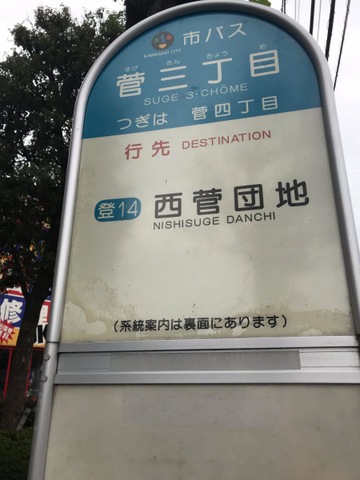 市バス
KAWASAKI CITY
すげ さん ちょう め
菅三丁目
SUGE 3-CHŌME
つぎは 菅四丁目
行先 DESTINATION
登14 西菅団地
NISHISUGE DANCHI
(系統案内は裏面にあります)
修